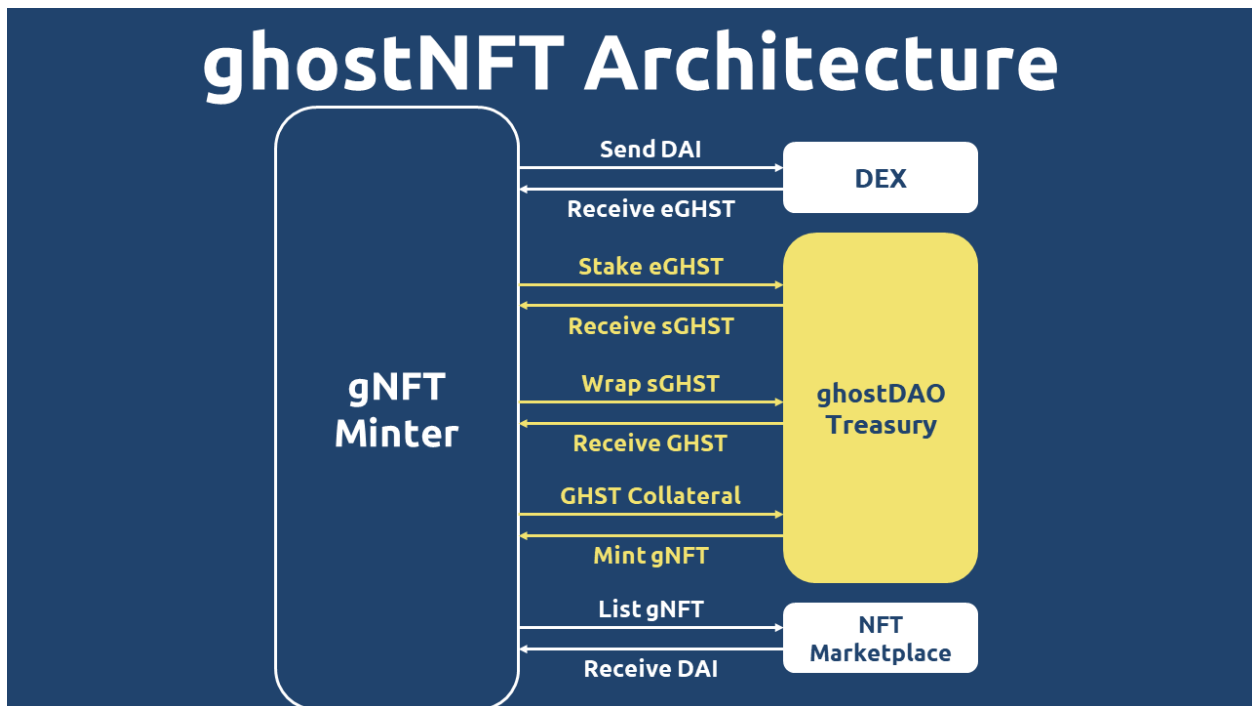 ghostNFT Architecture
Send DAI
DEX
Receive eGHST
Stake eGHST
Receive sGHST
Wrap sGHST
gNFT
Minter
ghostDAO
Treasury
Receive GHST
GHST Collateral
Mint gNFT
List gNFT
NFT
Marketplace
Receive DAI